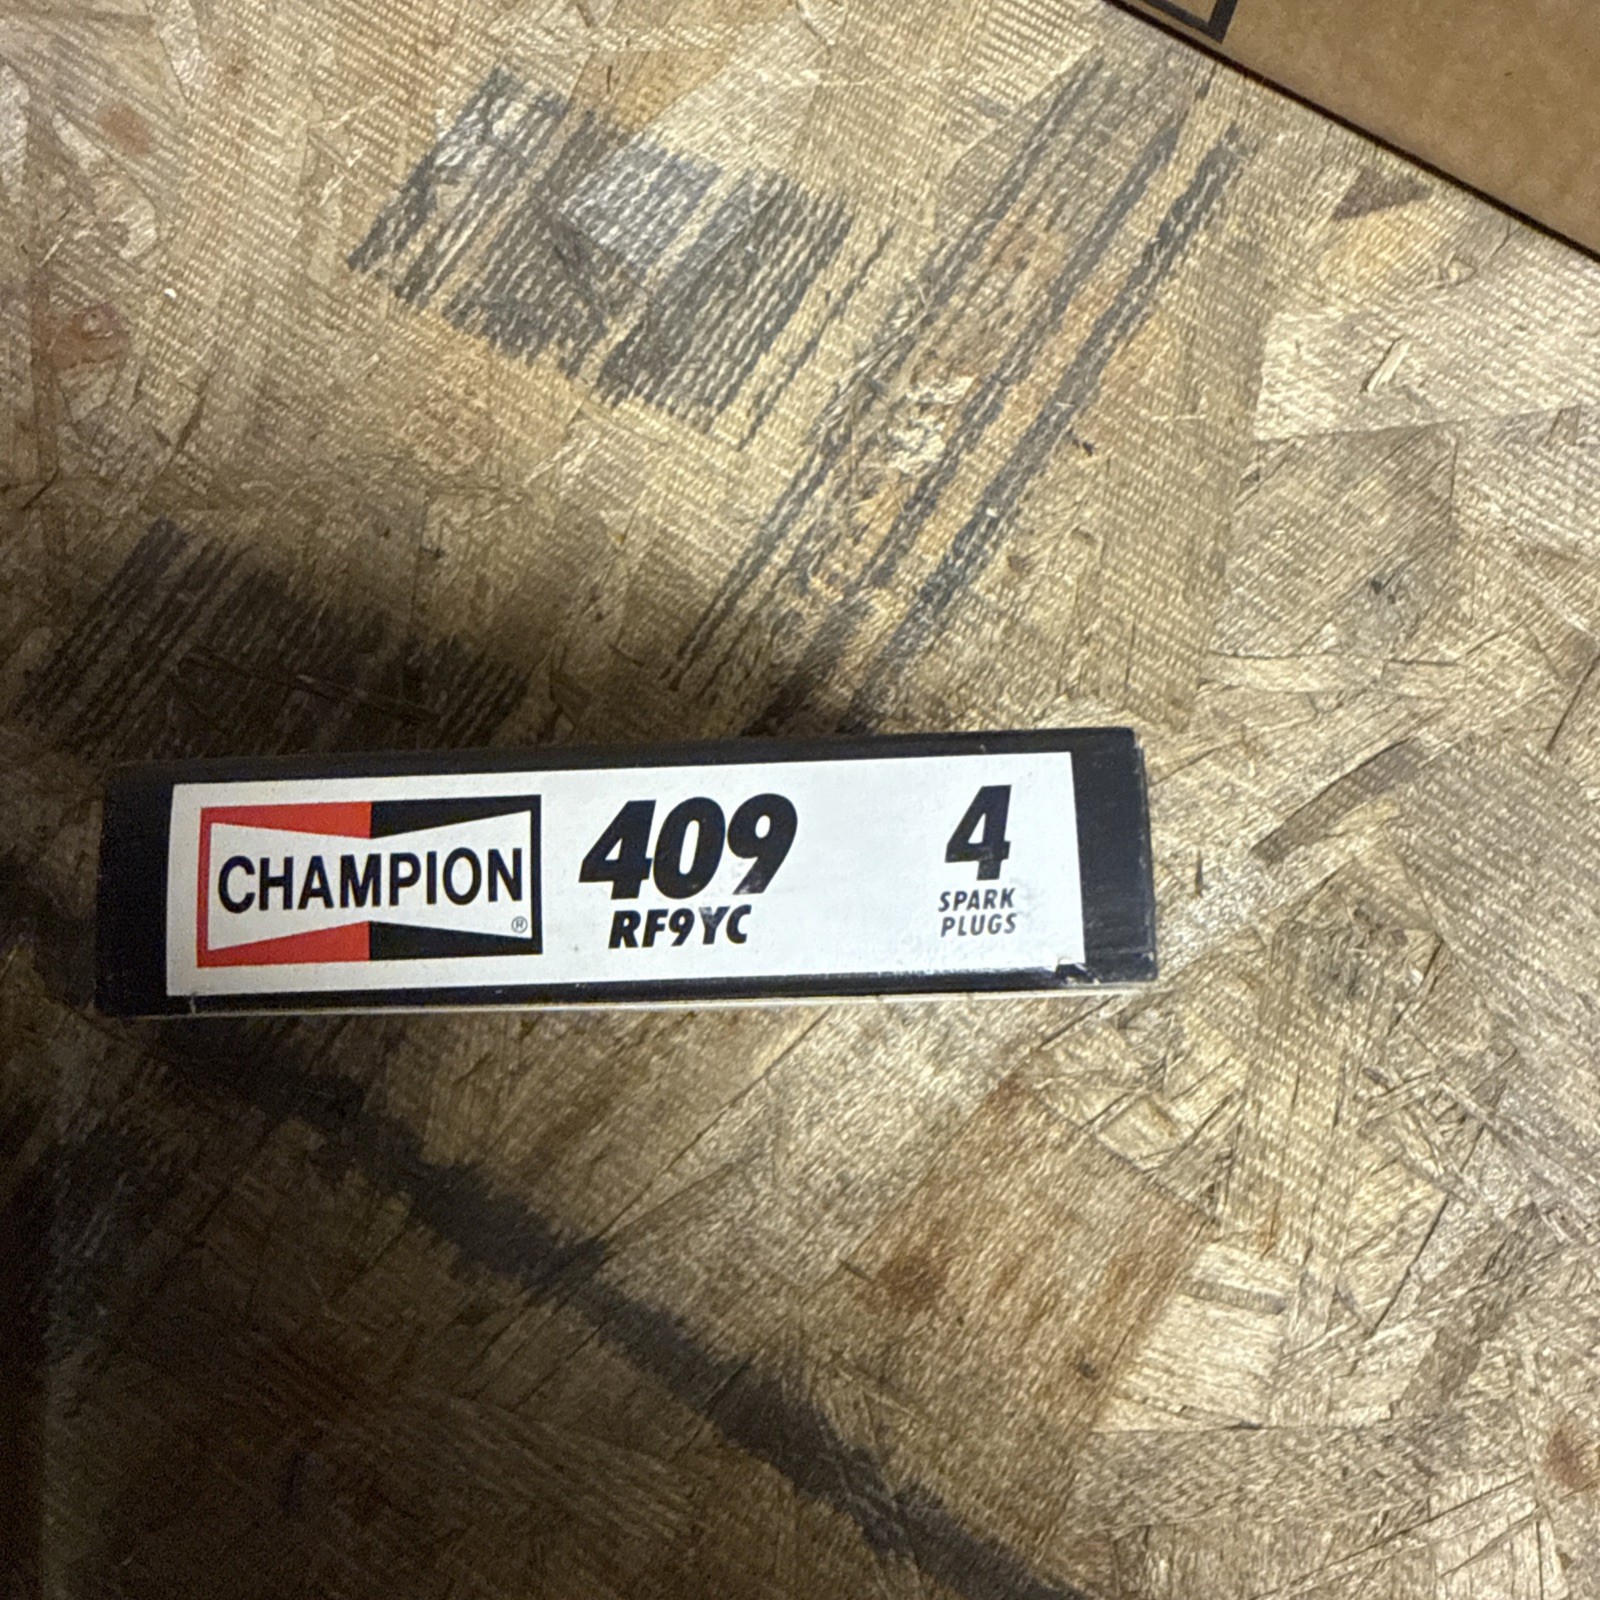 CHAMPION
®
409
RF9YC
4
SPARK
PLUGS